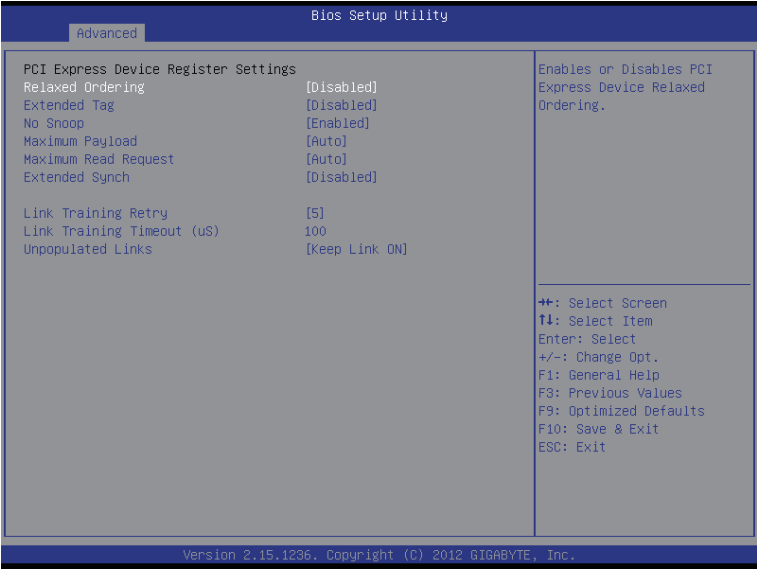 Bios Setup Utility
Advanced
PCI Express Device Register Settings
Relaxed Ordering [Disabled]
Extended Tag [Disabled]
No Snoop [Enabled]
Maximum Payload [Auto]
Maximum Read Request [Auto]
Extended Synch [Disabled]
Link Training Retry [5]
Link Training Timeout (uS) 100
Unpopulated Links [Keep Link ON]
Enables or Disables PCI
Express Device Relaxed
Ordering.
→←: Select Screen
↑↓: Select Item
Enter: Select
+/-: Change Opt.
F1: General Help
F3: Previous Values
F9: Optimized Defaults
F10: Save & Exit
ESC: Exit
Version 2.15.1236. Copyright (C) 2012 GIGABYTE, Inc.